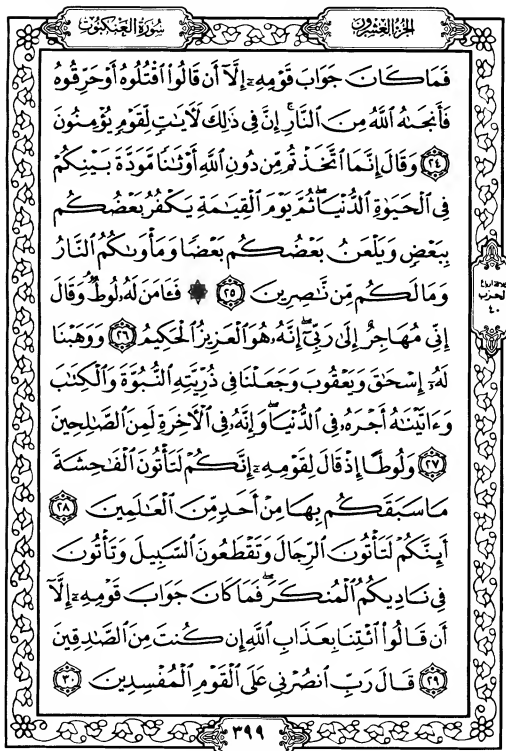 الجزء العشرون
سورة العنكبوت
فَمَا كَانَ جَوَابَ قَوْمِهِۦٓ إِلَّآ أَن قَالُوا۟ ٱقْتُلُوهُ أَوْ حَرِّقُوهُ
فَأَنجَىٰهُ ٱللَّهُ مِنَ ٱلنَّارِ ۚ إِنَّ فِى ذَٰلِكَ لَـَٔايَٰتٍ لِّقَوْمٍ يُؤْمِنُونَ
٢٤ وَقَالَ إِنَّمَا ٱتَّخَذْتُم مِّن دُونِ ٱللَّهِ أَوْثَٰنًا مَّوَدَّةَ بَيْنِكُمْ
فِى ٱلْحَيَوٰةِ ٱلدُّنْيَا ۖ ثُمَّ يَوْمَ ٱلْقِيَٰمَةِ يَكْفُرُ بَعْضُكُم
بِبَعْضٍ وَيَلْعَنُ بَعْضُكُم بَعْضًا وَمَأْوَىٰكُمُ ٱلنَّارُ
وَمَا لَكُم مِّن نَّٰصِرِينَ ٢٥ ۞ فَـَٔامَنَ لَهُۥ لُوطٌ ۘ وَقَالَ
إِنِّى مُهَاجِرٌ إِلَىٰ رَبِّىٓ ۖ إِنَّهُۥ هُوَ ٱلْعَزِيزُ ٱلْحَكِيمُ ٢٦ وَوَهَبْنَا
لَهُۥٓ إِسْحَٰقَ وَيَعْقُوبَ وَجَعَلْنَا فِى ذُرِّيَّتِهِ ٱلنُّبُوَّةَ وَٱلْكِتَٰبَ
وَءَاتَيْنَٰهُ أَجْرَهُۥ فِى ٱلدُّنْيَا ۖ وَإِنَّهُۥ فِى ٱلْـَٔاخِرَةِ لَمِنَ ٱلصَّٰلِحِينَ
٢٧ وَلُوطًا إِذْ قَالَ لِقَوْمِهِۦٓ إِنَّكُمْ لَتَأْتُونَ ٱلْفَٰحِشَةَ
مَا سَبَقَكُم بِهَا مِنْ أَحَدٍ مِّنَ ٱلْعَٰلَمِينَ ٢٨
أَئِنَّكُمْ لَتَأْتُونَ ٱلرِّجَالَ وَتَقْطَعُونَ ٱلسَّبِيلَ وَتَأْتُونَ
فِى نَادِيكُمُ ٱلْمُنكَرَ ۖ فَمَا كَانَ جَوَابَ قَوْمِهِۦٓ إِلَّآ
أَن قَالُوا۟ ٱئْتِنَا بِعَذَابِ ٱللَّهِ إِن كُنتَ مِنَ ٱلصَّٰدِقِينَ
٢٩ قَالَ رَبِّ ٱنصُرْنِى عَلَى ٱلْقَوْمِ ٱلْمُفْسِدِينَ ٣٠
الحزب
٤٠
٣٩٩